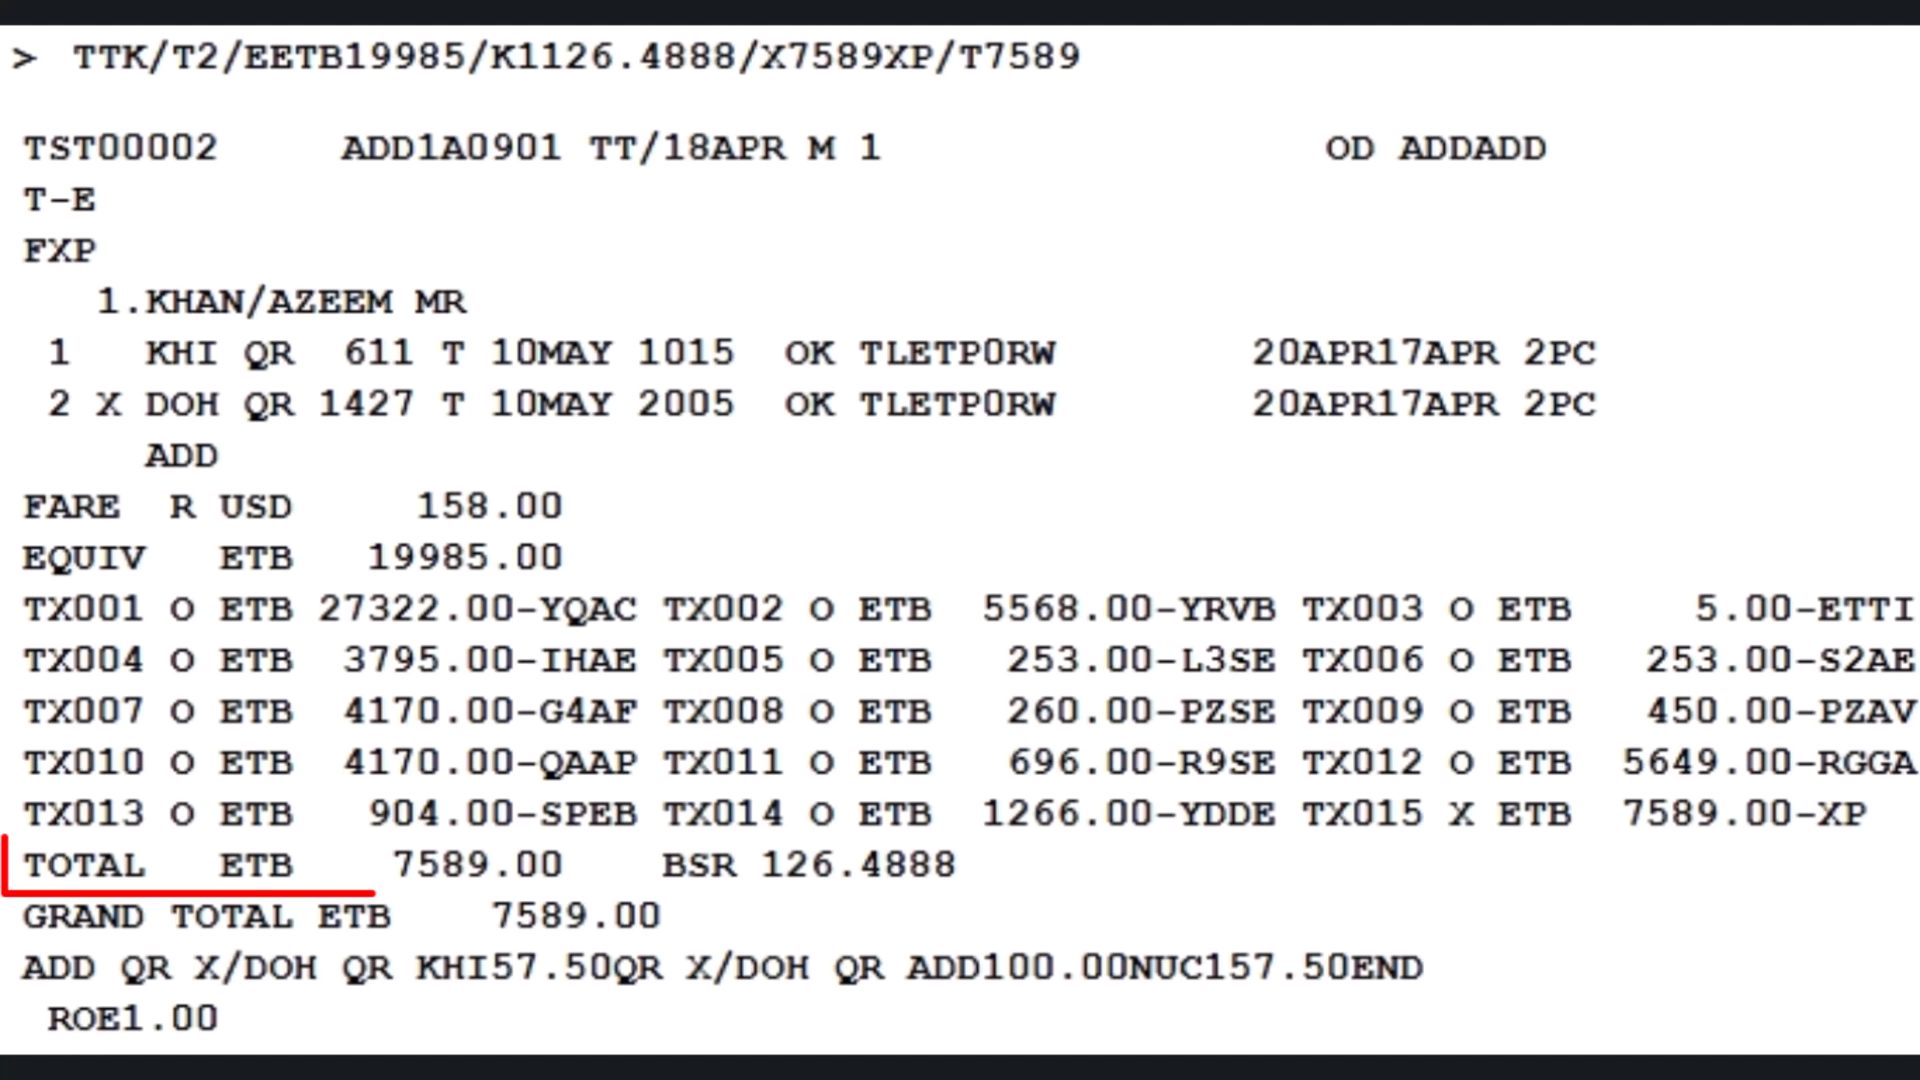 > TTK/T2/EETB19985/K1126.4888/X7589XP/T7589
TST00002 ADD1A0901 TT/18APR M 1 OD ADDADD
T-E
FXP
1.KHAN/AZEEM MR
1 KHI QR 611 T 10MAY 1015 OK TLETP0RW 20APR17APR 2PC
2 X DOH QR 1427 T 10MAY 2005 OK TLETP0RW 20APR17APR 2PC
ADD
FARE R USD 158.00
EQUIV ETB 19985.00
TX001 O ETB 27322.00-YQAC TX002 O ETB 5568.00-YRVB TX003 O ETB 5.00-ETTI
TX004 O ETB 3795.00-IHAE TX005 O ETB 253.00-L3SE TX006 O ETB 253.00-S2AE
TX007 O ETB 4170.00-G4AF TX008 O ETB 260.00-PZSE TX009 O ETB 450.00-PZAV
TX010 O ETB 4170.00-QAAP TX011 O ETB 696.00-R9SE TX012 O ETB 5649.00-RGGA
TX013 O ETB 904.00-SPEB TX014 O ETB 1266.00-YDDE TX015 X ETB 7589.00-XP
TOTAL ETB 7589.00 BSR 126.4888
GRAND TOTAL ETB 7589.00
ADD QR X/DOH QR KHI57.50QR X/DOH QR ADD100.00NUC157.50END
ROE1.00